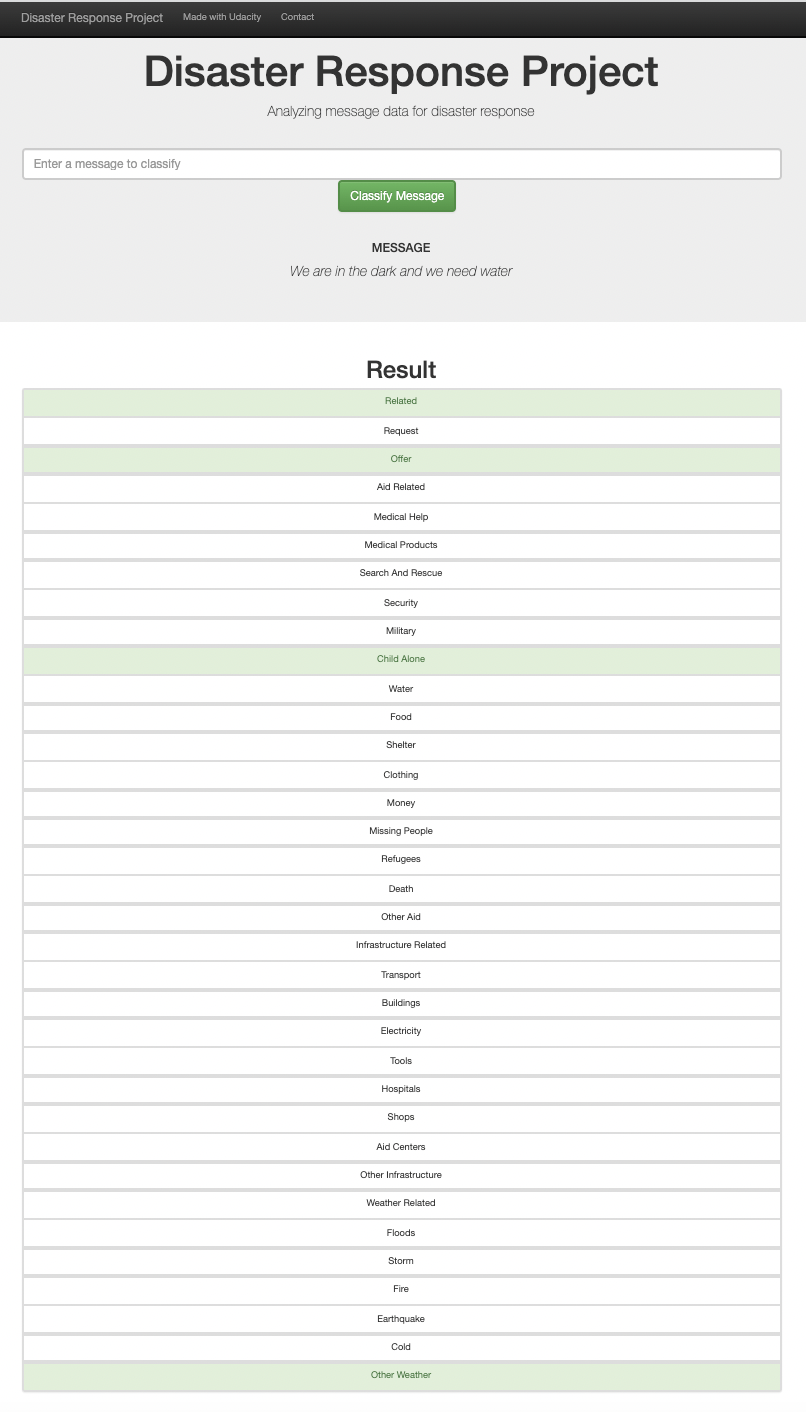 Disaster Response Project Made with Udacity Contact
Disaster Response Project
Analyzing message data for disaster response
Enter a message to classify
Classify Message
MESSAGE
We are in the dark and we need water
Result
Related
Request
Offer
Aid Related
Medical Help
Medical Products
Search And Rescue
Security
Military
Child Alone
Water
Food
Shelter
Clothing
Money
Missing People
Refugees
Death
Other Aid
Infrastructure Related
Transport
Buildings
Electricity
Tools
Hospitals
Shops
Aid Centers
Other Infrastructure
Weather Related
Floods
Storm
Fire
Earthquake
Cold
Other Weather